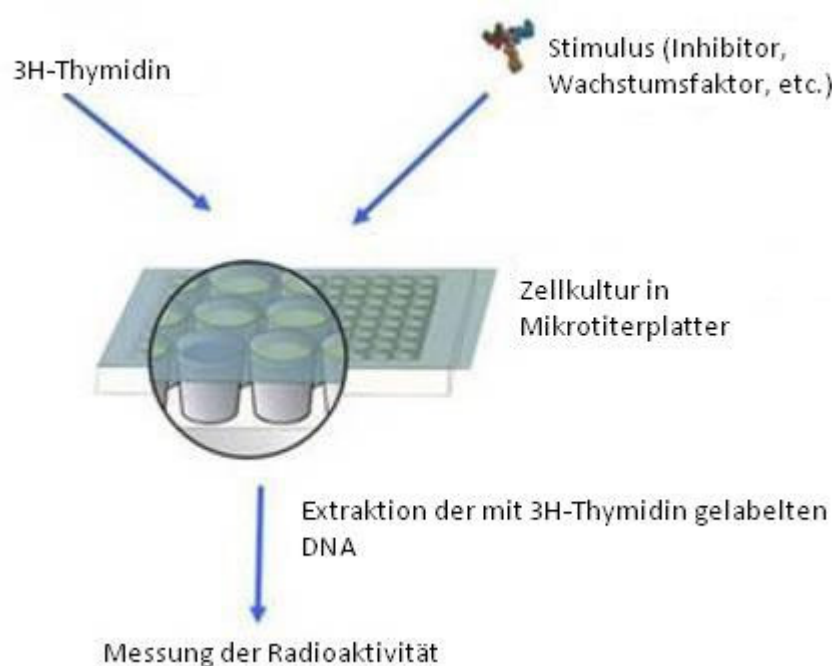 3H-Thymidin
Stimulus (Inhibitor,
Wachstumsfaktor, etc.)
Zellkultur in
Mikrotiterplatter
Extraktion der mit 3H-Thymidin gelabelten
DNA
Messung der Radioaktivität